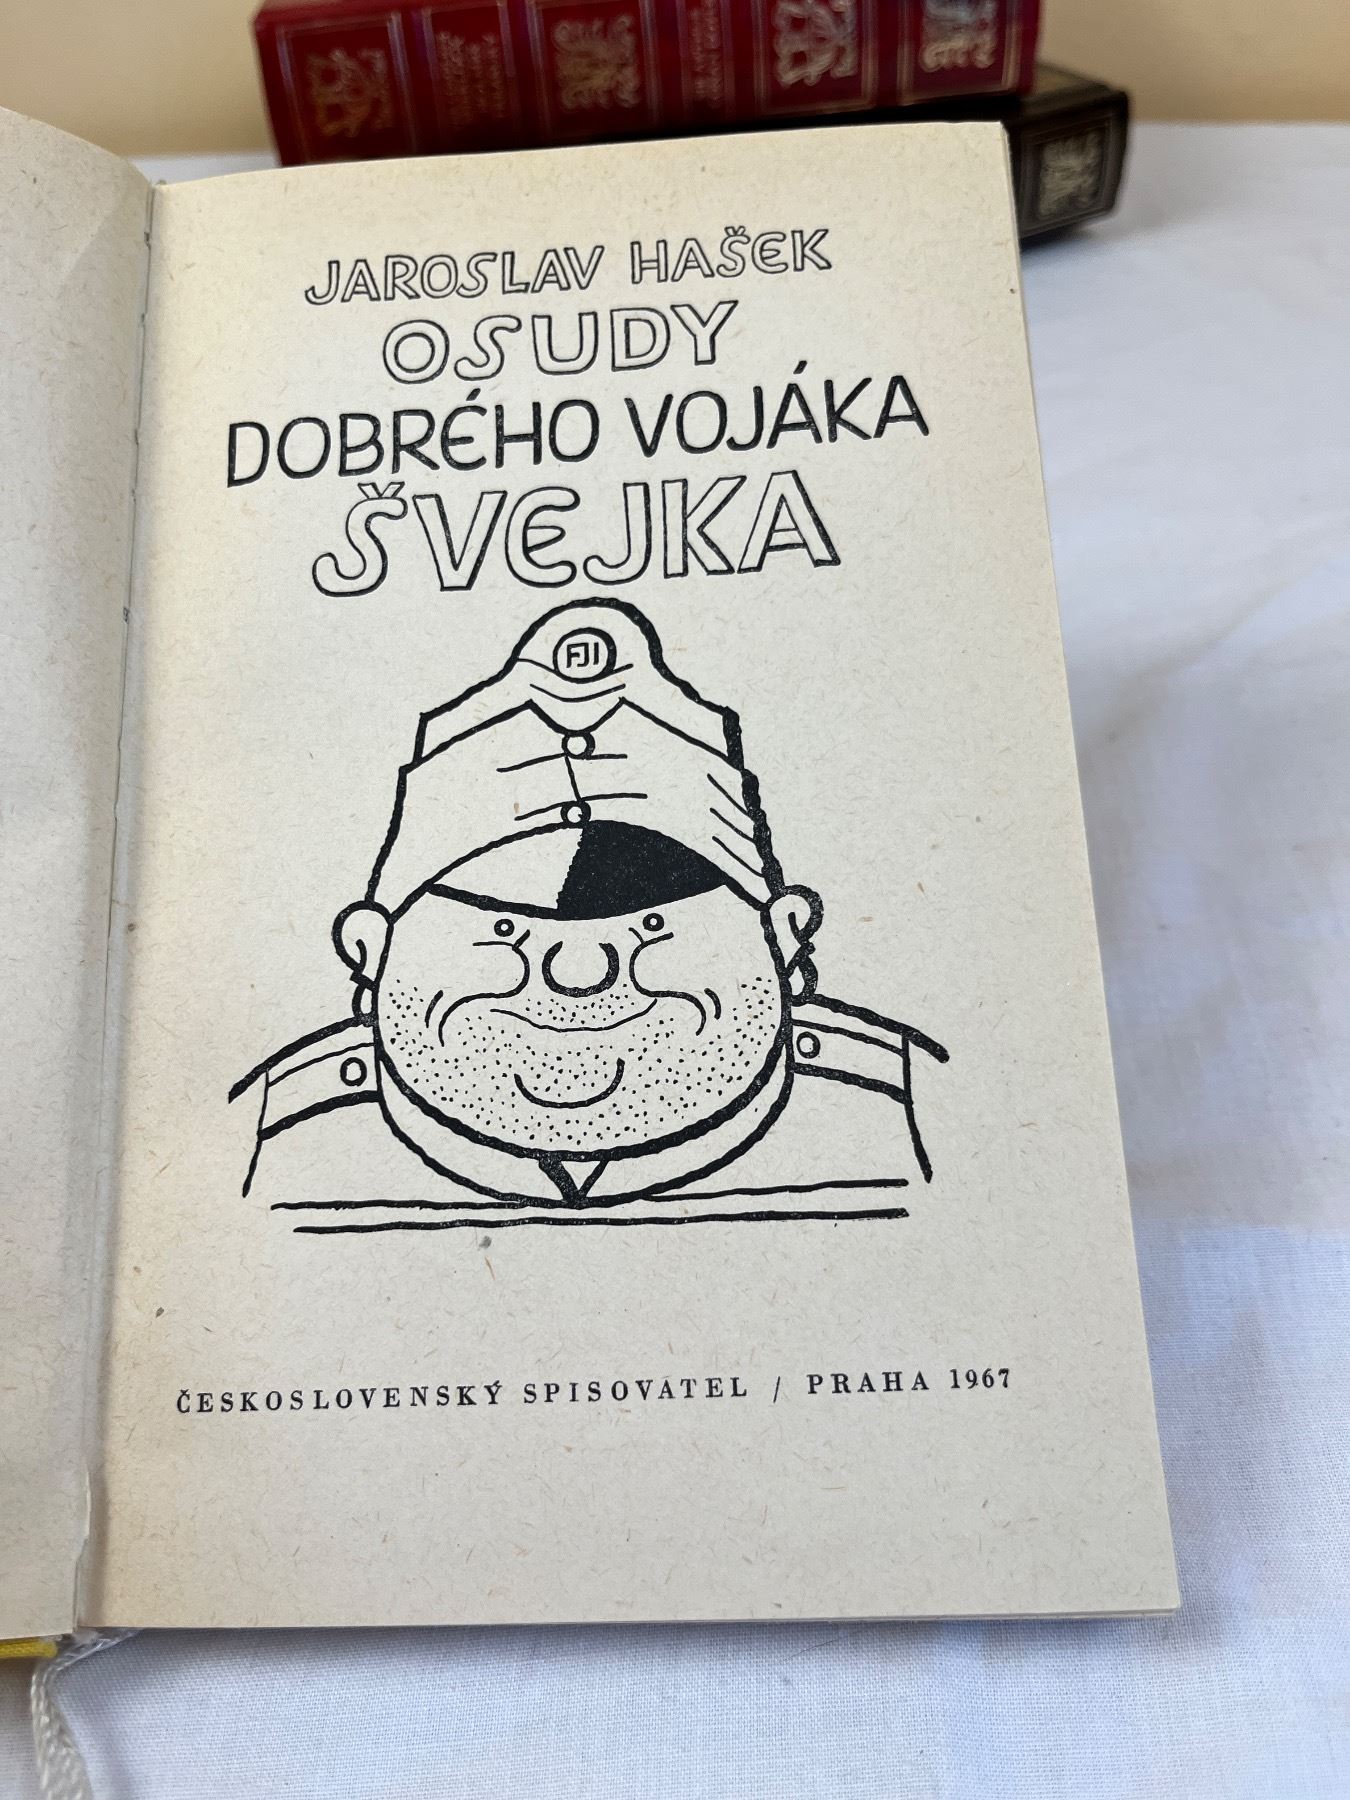 JAROSLAV HAŠEK
OSUDY
DOBRÉHO VOJÁKA
ŠVEJKA
FJI
ČESKOSLOVENSKÝ SPISOVATEL / PRAHA 1967